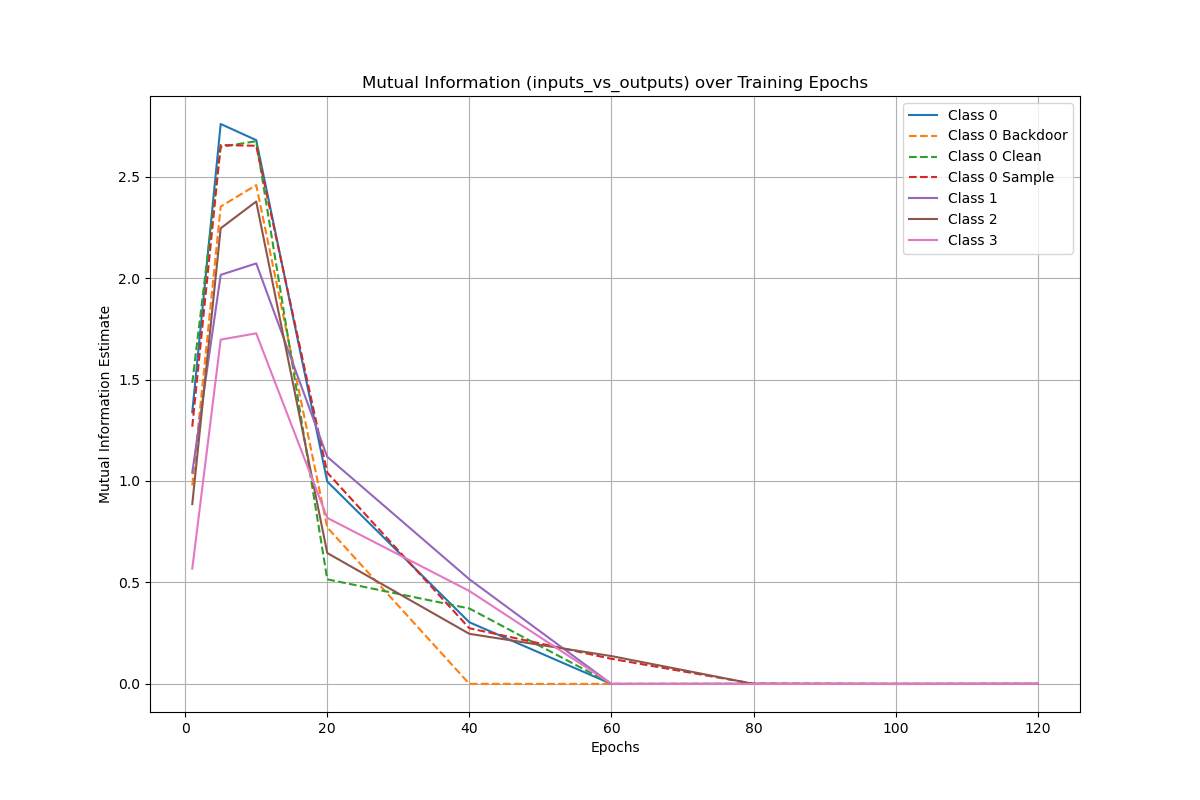 Mutual Information (inputs_vs_outputs) over Training Epochs
Class 0
Class 0 Backdoor
Class 0 Clean
Class 0 Sample
Class 1
Class 2
Class 3
Mutual Information Estimate
2.5
2.0
1.5
1.0
0.5
0.0
0 20 40 60 80 100 120
Epochs